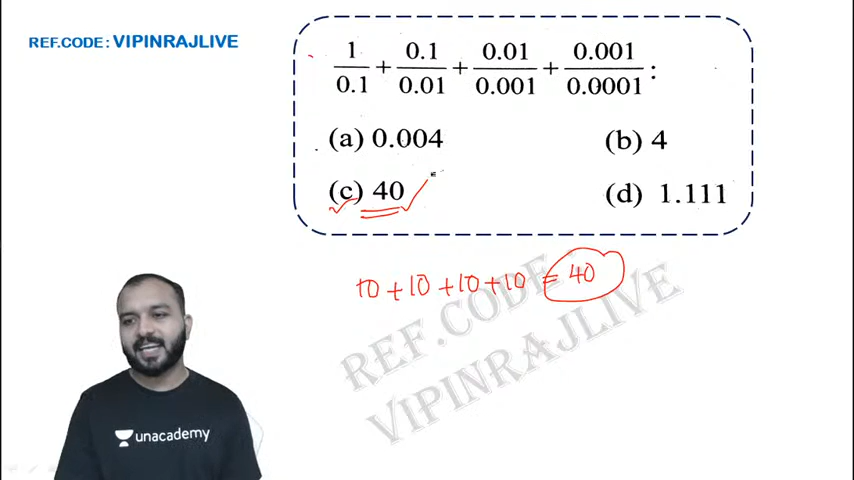 REF.CODE: VIPINRAJLIVE
1/0.1 + 0.1/0.01 + 0.01/0.001 + 0.001/0.0001 :
(a) 0.004 (b) 4
(c) 40 (d) 1.111
10 + 10 + 10 + 10 = 40
REF.CODE
VIPINRAJLIVE
unacademy